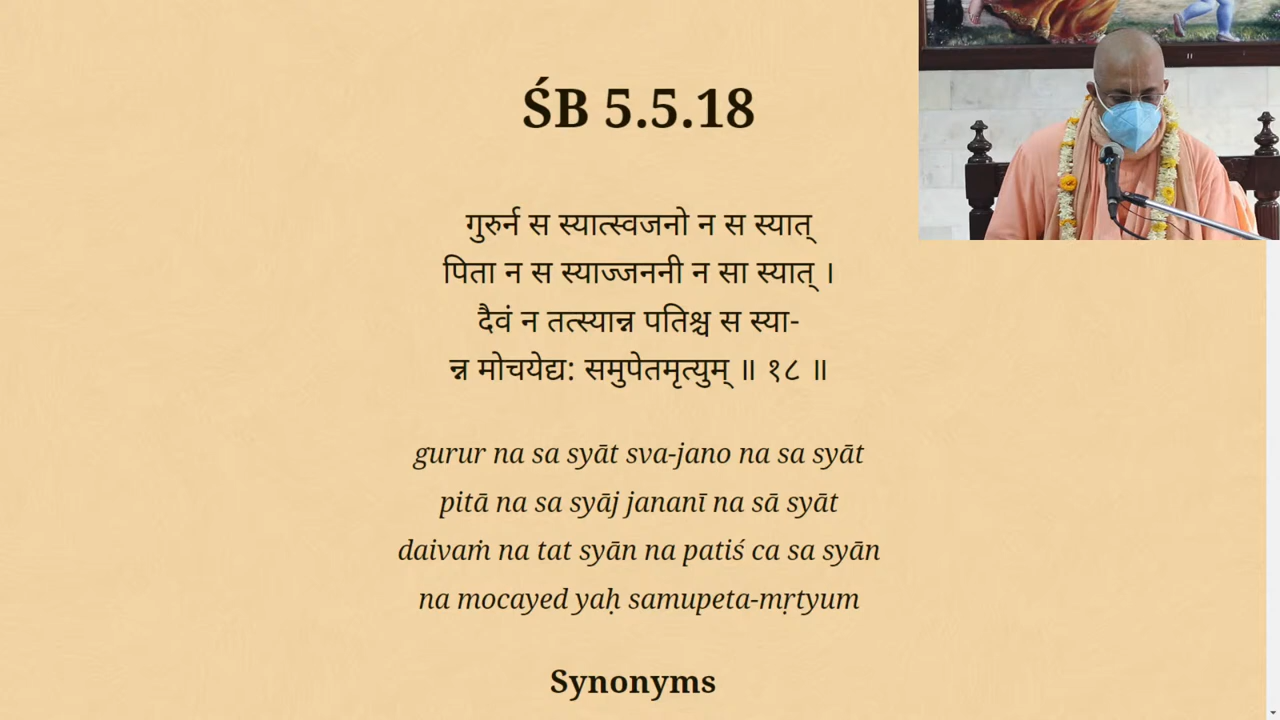 ŚB 5.5.18
गुरुर्न स स्यात्स्वजनो न स स्यात्
पिता न स स्याज्जननी न सा स्यात् ।
दैवं न तत्स्यान्न पतिश्च स स्या-
न्न मोचयेद्य: समुपेतमृत्युम् ॥ १८ ॥
gurur na sa syāt sva-jano na sa syāt
pitā na sa syāj jananī na sā syāt
daivaṁ na tat syān na patiś ca sa syān
na mocayed yaḥ samupeta-mṛtyum
Synonyms